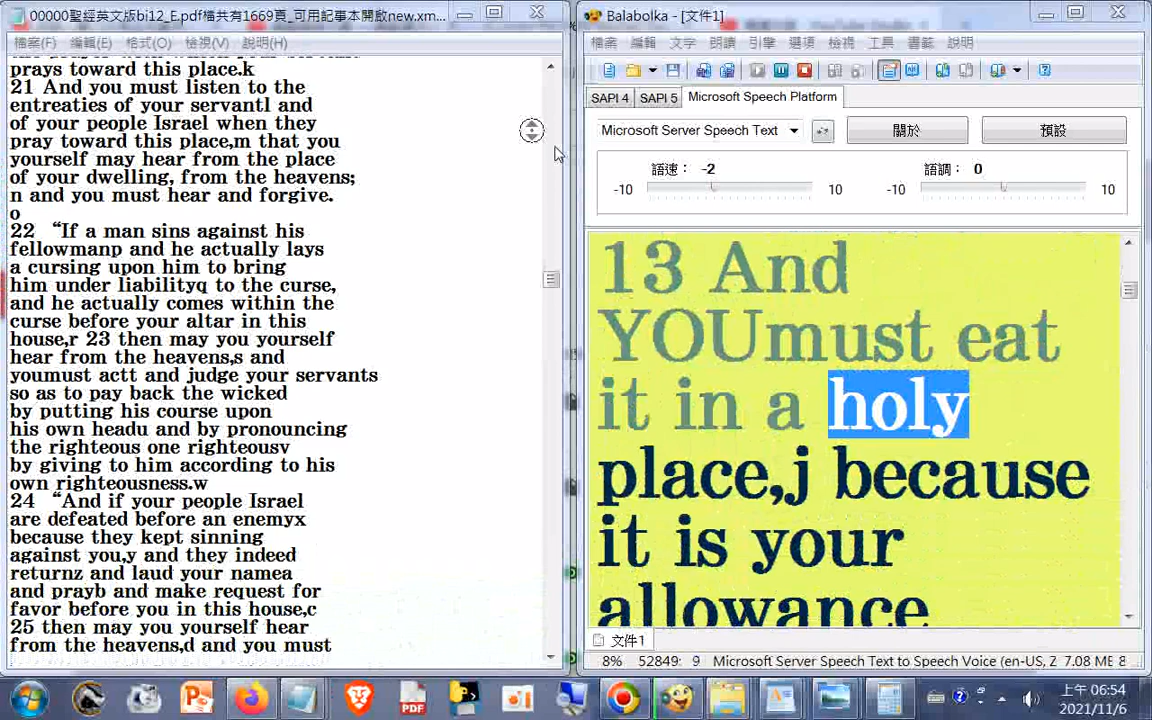 00000聖經英文版bi12_E.pdf檔共有1669頁_可用記事本開啟new.xm...
檔案(F) 編輯(E) 格式(O) 檢視(V) 說明(H)
prays toward this place.k
21 And you must listen to the
entreaties of your servantl and
of your people Israel when they
pray toward this place,m that you
yourself may hear from the place
of your dwelling, from the heavens;
n and you must hear and forgive.
o
22 “If a man sins against his
fellowmanp and he actually lays
a cursing upon him to bring
him under liabilityq to the curse,
and he actually comes within the
curse before your altar in this
house,r 23 then may you yourself
hear from the heavens,s and
youmust actt and judge your servants
so as to pay back the wicked
by putting his course upon
his own headu and by pronouncing
the righteous one righteousv
by giving to him according to his
own righteousness.w
24 “And if your people Israel
are defeated before an enemyx
because they kept sinning
against you,y and they indeed
returnz and laud your namea
and prayb and make request for
favor before you in this house,c
25 then may you yourself hear
from the heavens,d and you must
Balabolka - [文件1]
檔案 編輯 文字 朗讀 引擎 選項 檢視 工具 書籤 說明
SAPI 4 SAPI 5 Microsoft Speech Platform
Microsoft Server Speech Text 關於 預設
語速： -2 語調： 0
-10 10 -10 10
13 And
YOUmust eat
it in a holy
place,j because
it is your
allowance
文件1
8% 52849: 9 Microsoft Server Speech Text to Speech Voice (en-US, Z 7.08 MB 8
PDF
上午 06:54
2021/11/6